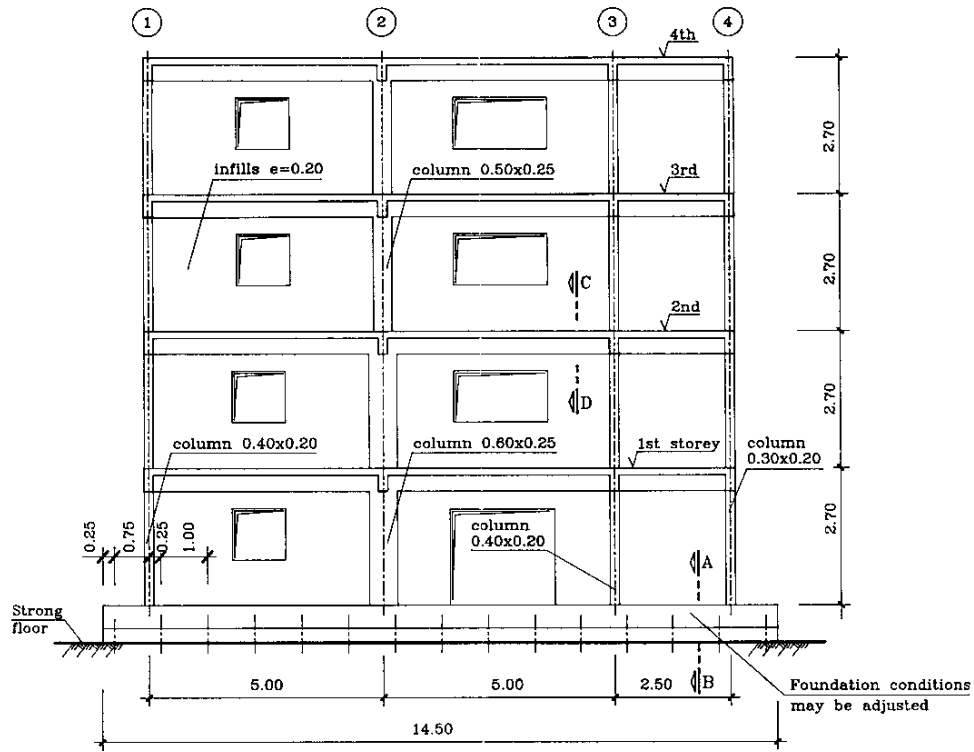 1 2 3 4
4th
infills e=0.20
column 0.50x0.25
3rd
2.70
2.70
C
2nd
D
column 0.40x0.20
column 0.60x0.25
1st storey
column
0.30x0.20
2.70
column
0.40x0.20
0.25
0.75
0.25
1.00
A
2.70
Strong
floor
5.00
5.00
2.50
B
Foundation conditions
may be adjusted
14.50